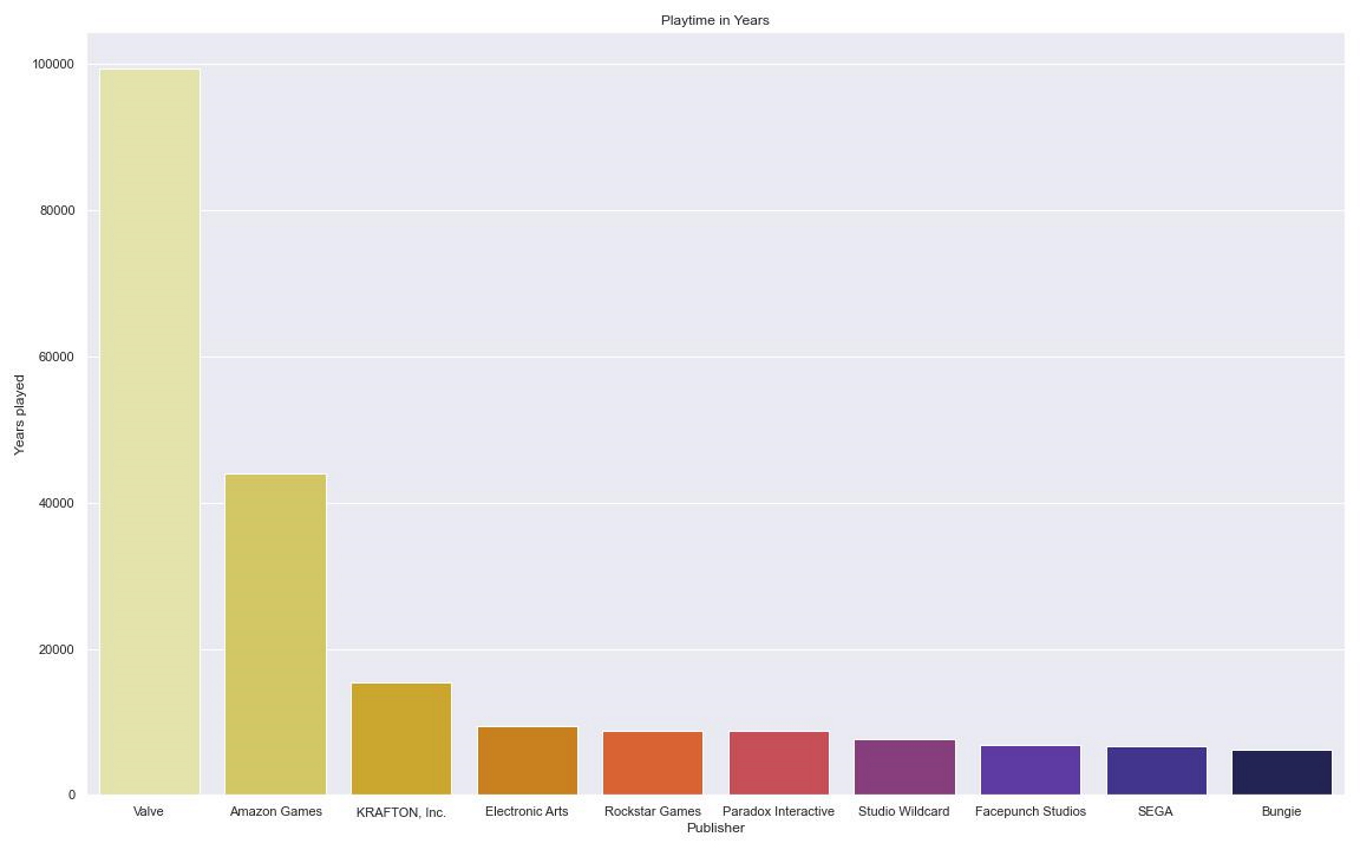 Playtime in Years
100000
80000
60000
40000
20000
0
Years played
Valve
Amazon Games
KRAFTON, Inc.
Electronic Arts
Rockstar Games
Paradox Interactive
Studio Wildcard
Facepunch Studios
SEGA
Bungie
Publisher